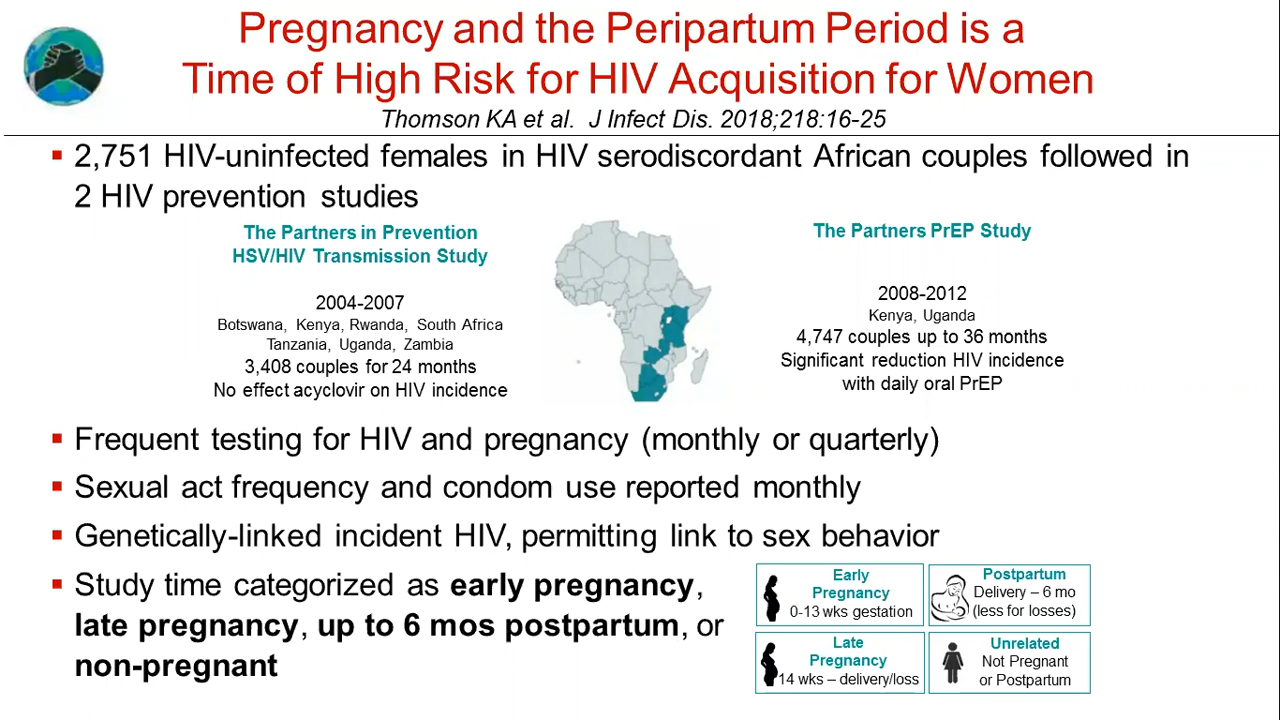 Pregnancy and the Peripartum Period is a
Time of High Risk for HIV Acquisition for Women
Thomson KA et al. J Infect Dis. 2018;218:16-25
▪ 2,751 HIV-uninfected females in HIV serodiscordant African couples followed in
2 HIV prevention studies
The Partners in Prevention
HSV/HIV Transmission Study
2004-2007
Botswana, Kenya, Rwanda, South Africa
Tanzania, Uganda, Zambia
3,408 couples for 24 months
No effect acyclovir on HIV incidence
The Partners PrEP Study
2008-2012
Kenya, Uganda
4,747 couples up to 36 months
Significant reduction HIV incidence
with daily oral PrEP
▪ Frequent testing for HIV and pregnancy (monthly or quarterly)
▪ Sexual act frequency and condom use reported monthly
▪ Genetically-linked incident HIV, permitting link to sex behavior
▪ Study time categorized as early pregnancy,
late pregnancy, up to 6 mos postpartum, or
non-pregnant
Early
Pregnancy
0-13 wks gestation
Postpartum
Delivery – 6 mo
(less for losses)
Late
Pregnancy
14 wks – delivery/loss
Unrelated
Not Pregnant
or Postpartum